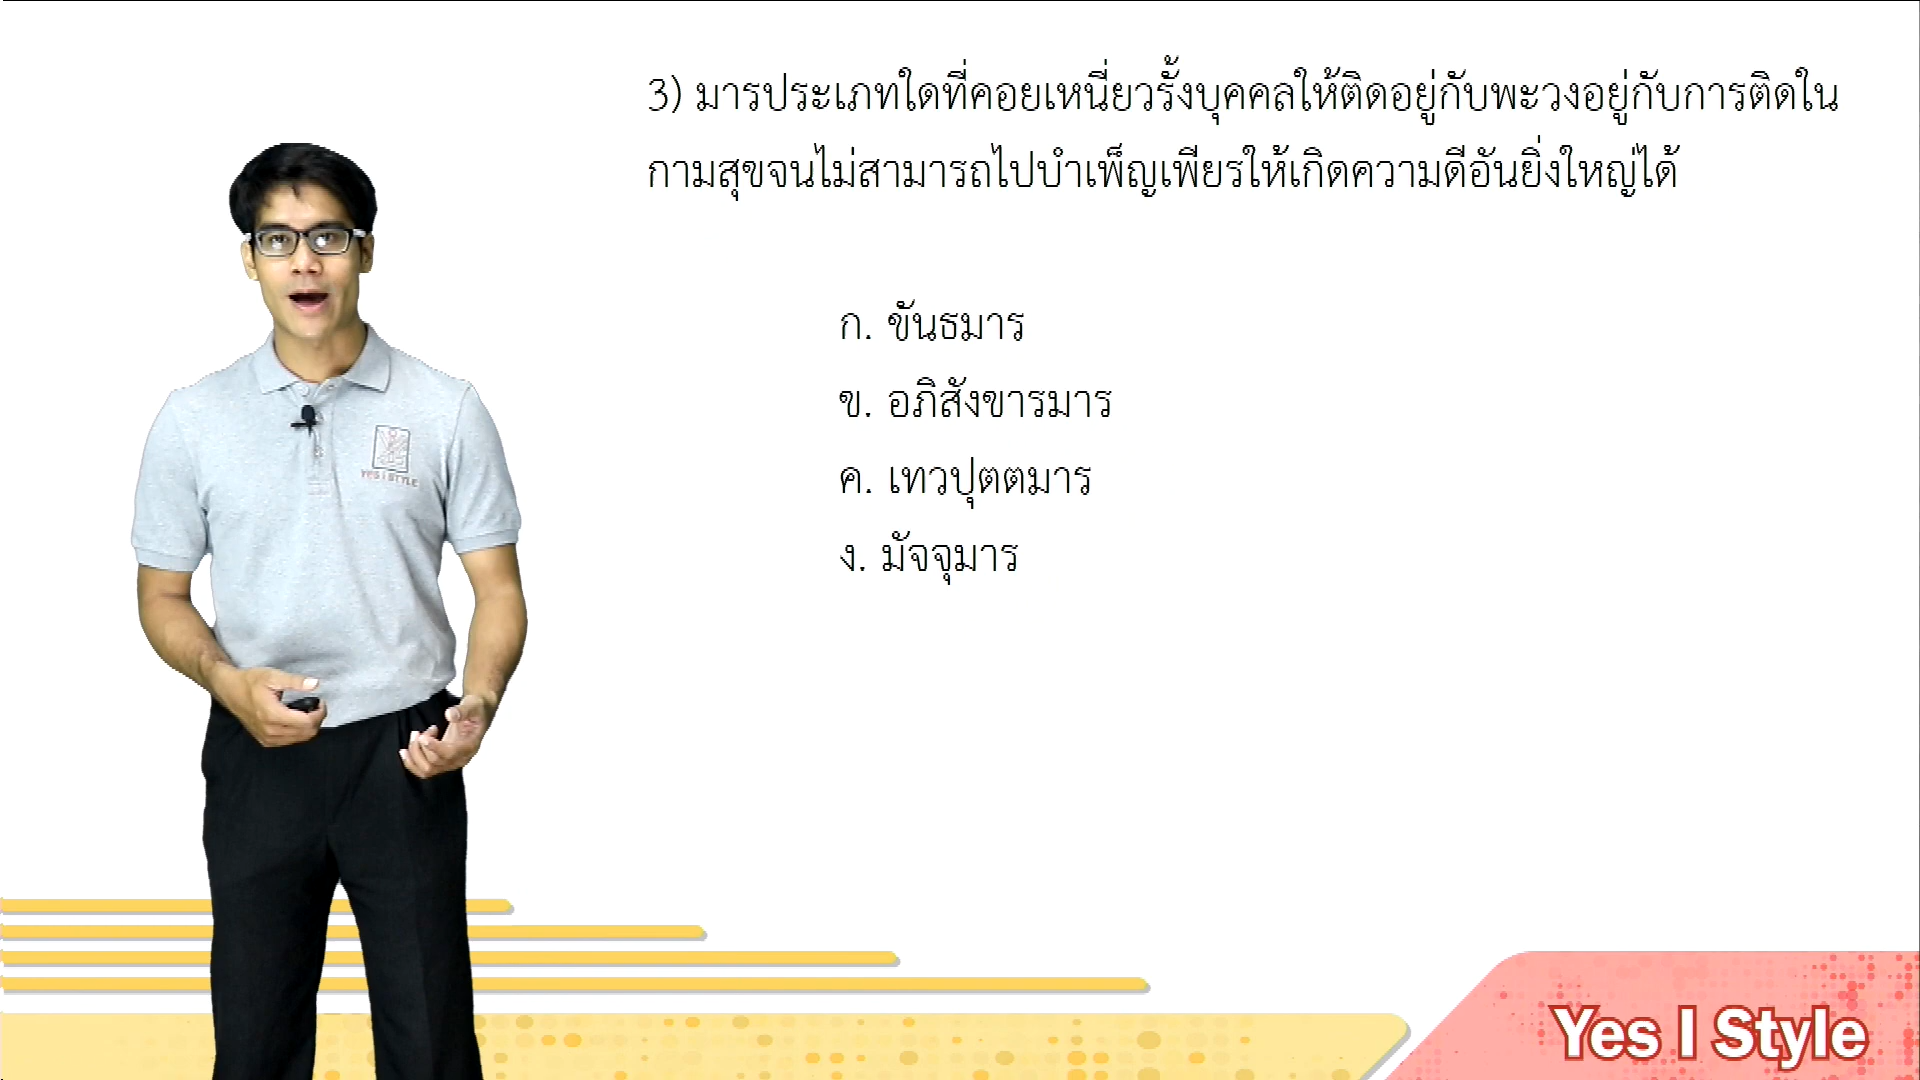 3) มารประเภทใดที่คอยเหนี่ยวรั้งบุคคลให้ติดอยู่กับพะวงอยู่กับการติดใน
กามสุขจนไม่สามารถไปบำเพ็ญเพียรให้เกิดความดีอันยิ่งใหญ่ได้
ก. ขันธมาร
ข. อภิสังขารมาร
ค. เทวปุตตมาร
ง. มัจจุมาร
YES I STYLE
Yes I Style